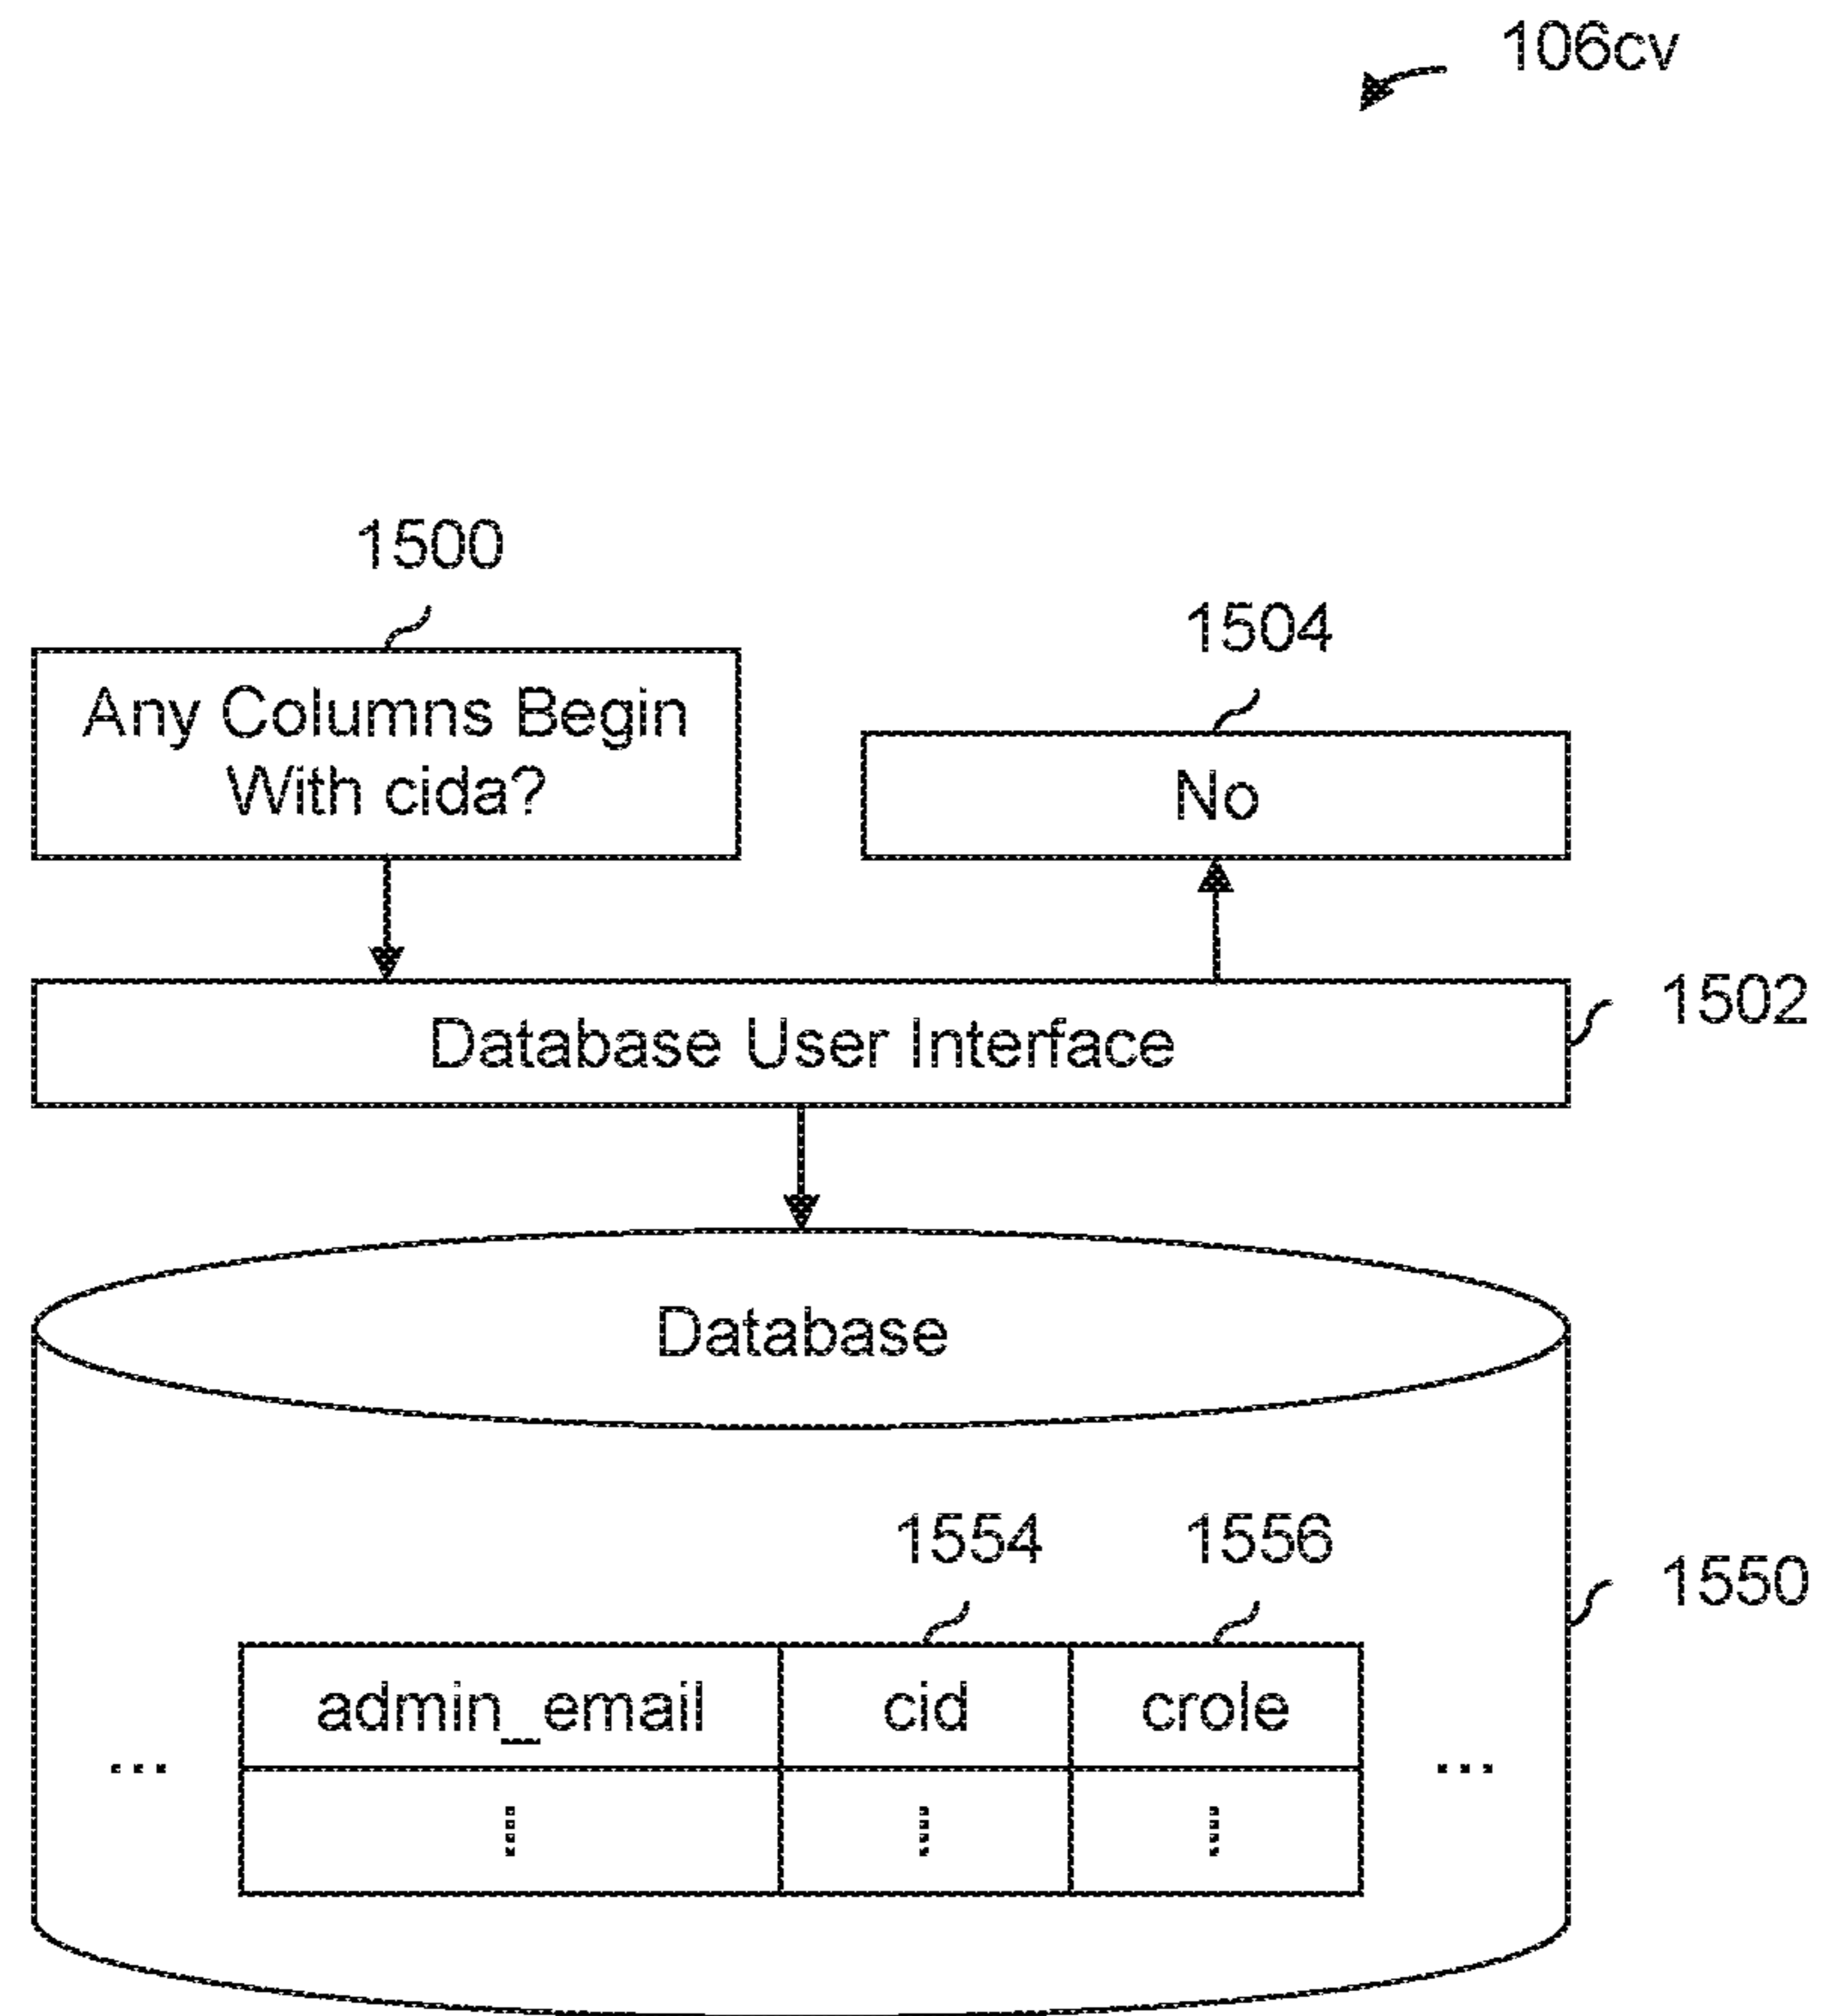 106cv
1500
1504
Any Columns Begin
With cida?
No
1502
Database User Interface
Database
1554
1556
1550
admin_email
cid
crole
...
...